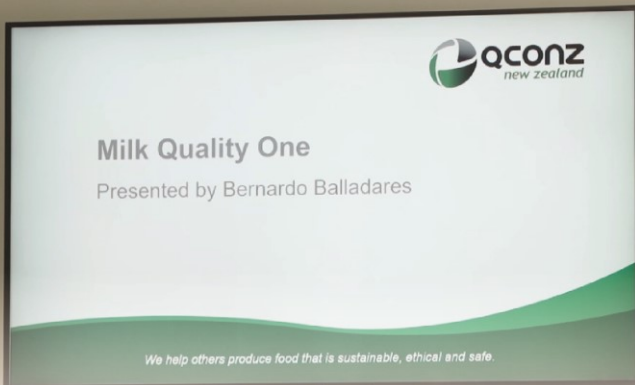 QCONZ
new zealand
Milk Quality One
Presented by Bernardo Balladares
We help others produce food that is sustainable, ethical and safe.